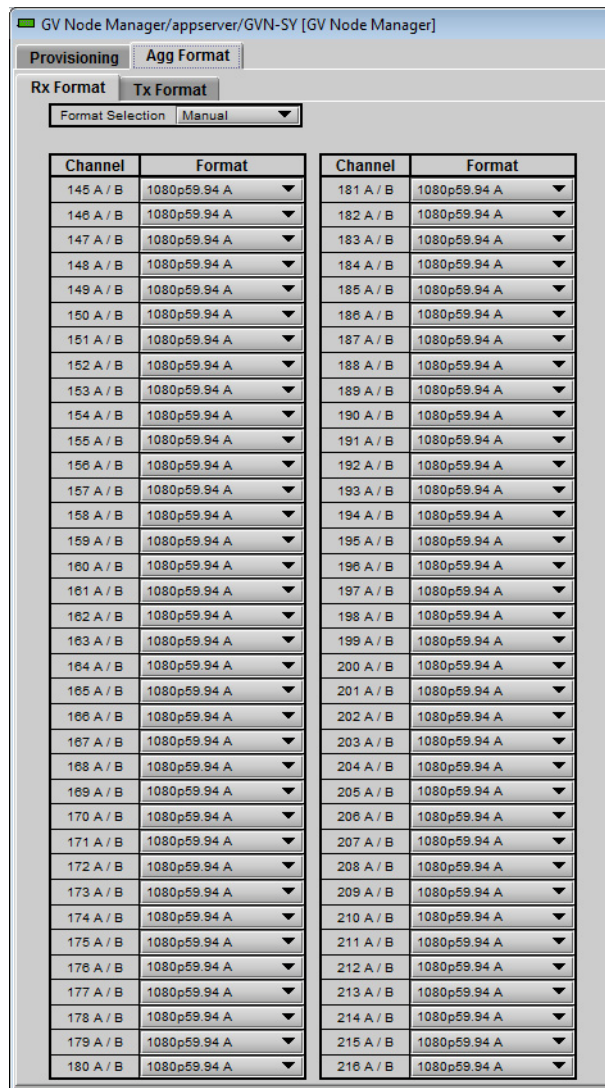 GV Node Manager/appserver/GVN-SY [GV Node Manager]
Provisioning Agg Format
Rx Format Tx Format
Format Selection Manual
Channel Format Channel Format
145 A / B 1080p59.94 A 181 A / B 1080p59.94 A
146 A / B 1080p59.94 A 182 A / B 1080p59.94 A
147 A / B 1080p59.94 A 183 A / B 1080p59.94 A
148 A / B 1080p59.94 A 184 A / B 1080p59.94 A
149 A / B 1080p59.94 A 185 A / B 1080p59.94 A
150 A / B 1080p59.94 A 186 A / B 1080p59.94 A
151 A / B 1080p59.94 A 187 A / B 1080p59.94 A
152 A / B 1080p59.94 A 188 A / B 1080p59.94 A
153 A / B 1080p59.94 A 189 A / B 1080p59.94 A
154 A / B 1080p59.94 A 190 A / B 1080p59.94 A
155 A / B 1080p59.94 A 191 A / B 1080p59.94 A
156 A / B 1080p59.94 A 192 A / B 1080p59.94 A
157 A / B 1080p59.94 A 193 A / B 1080p59.94 A
158 A / B 1080p59.94 A 194 A / B 1080p59.94 A
159 A / B 1080p59.94 A 195 A / B 1080p59.94 A
160 A / B 1080p59.94 A 196 A / B 1080p59.94 A
161 A / B 1080p59.94 A 197 A / B 1080p59.94 A
162 A / B 1080p59.94 A 198 A / B 1080p59.94 A
163 A / B 1080p59.94 A 199 A / B 1080p59.94 A
164 A / B 1080p59.94 A 200 A / B 1080p59.94 A
165 A / B 1080p59.94 A 201 A / B 1080p59.94 A
166 A / B 1080p59.94 A 202 A / B 1080p59.94 A
167 A / B 1080p59.94 A 203 A / B 1080p59.94 A
168 A / B 1080p59.94 A 204 A / B 1080p59.94 A
169 A / B 1080p59.94 A 205 A / B 1080p59.94 A
170 A / B 1080p59.94 A 206 A / B 1080p59.94 A
171 A / B 1080p59.94 A 207 A / B 1080p59.94 A
172 A / B 1080p59.94 A 208 A / B 1080p59.94 A
173 A / B 1080p59.94 A 209 A / B 1080p59.94 A
174 A / B 1080p59.94 A 210 A / B 1080p59.94 A
175 A / B 1080p59.94 A 211 A / B 1080p59.94 A
176 A / B 1080p59.94 A 212 A / B 1080p59.94 A
177 A / B 1080p59.94 A 213 A / B 1080p59.94 A
178 A / B 1080p59.94 A 214 A / B 1080p59.94 A
179 A / B 1080p59.94 A 215 A / B 1080p59.94 A
180 A / B 1080p59.94 A 216 A / B 1080p59.94 A